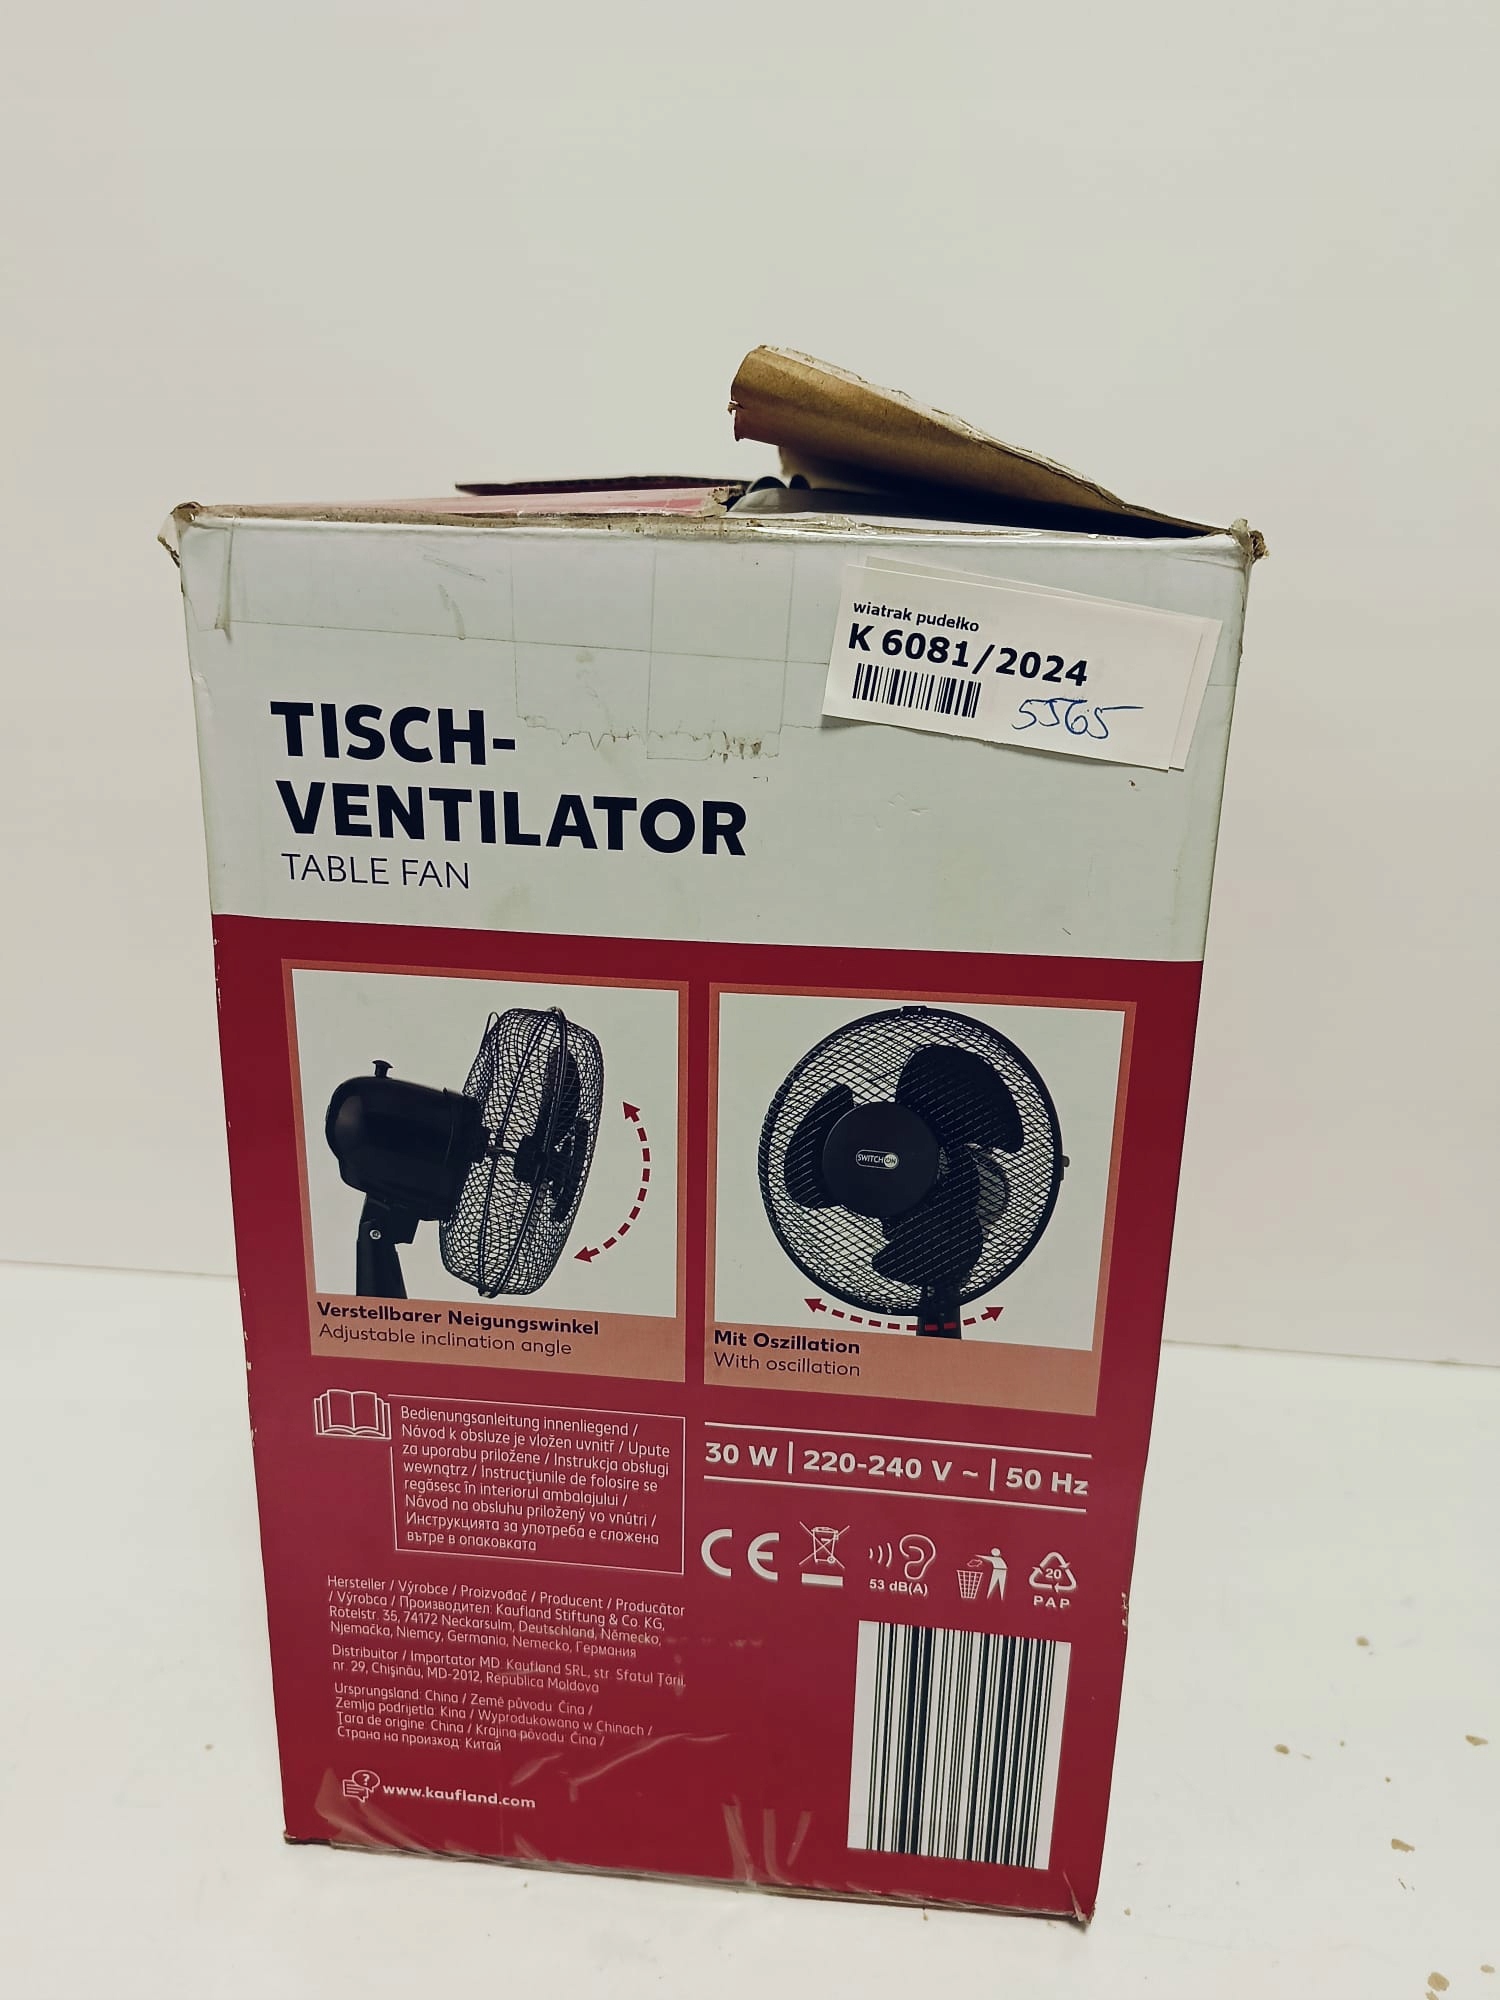 wiatrak pudełko
K 6081/2024
5565
TISCH-
VENTILATOR
TABLE FAN
SWITCH ON
Verstellbarer Neigungswinkel
Adjustable inclination angle
Mit Oszillation
With oscillation
Bedienungsanleitung innenliegend /
Návod k obsluze je vložen uvnitř / Upute
za uporabu priložene / Instrukcja obsługi
wewnątrz / Instrucțiunile de folosire se
regăsesc în interiorul ambalajului /
Návod na obsluhu priložený vo vnútri /
Инструкцията за употреба е сложена
вътре в опаковката
30 W | 220-240 V ~ | 50 Hz
CE
53 dB(A)
20
PAP
Hersteller / Výrobce / Proizvođač / Producent / Producător
/ Výrobca / Производител: Kaufland Stiftung & Co. KG,
Rötelstr. 35, 74172 Neckarsulm, Deutschland, Německo,
Njemačka, Niemcy, Germania, Nemecko, Германия
Distribuitor / Importator MD: Kaufland SRL, str. Sfatul Țării,
nr. 29, Chișinău, MD-2012, Republica Moldova
Ursprungsland: China / Země původu: Čína /
Zemlja podrijetla: Kina / Wyprodukowano w Chinach /
Țara de origine: China / Krajina pôvodu: Čína /
Страна на произход: Китай
?
www.kaufland.com